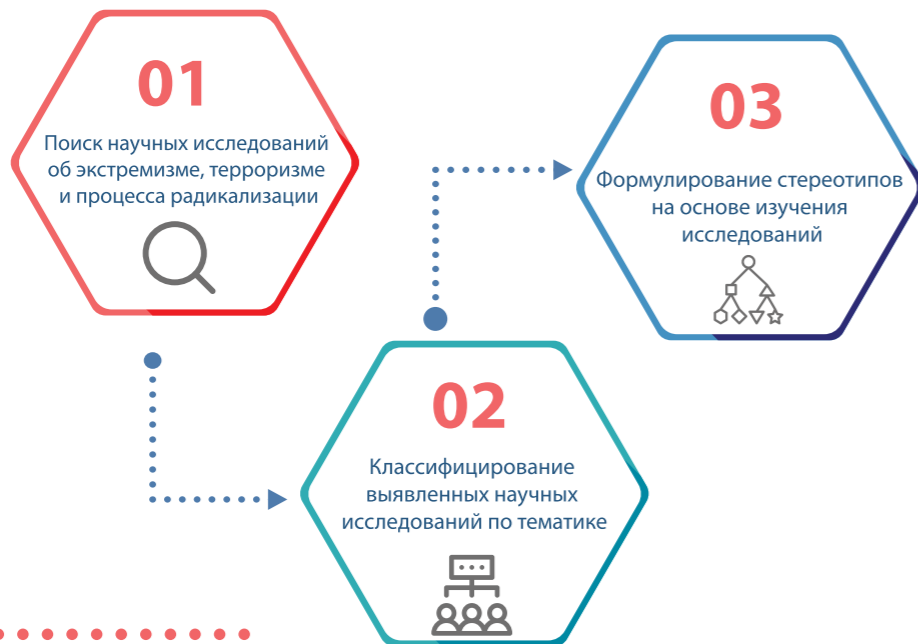 01
Поиск научных исследований
об экстремизме, терроризме
и процесса радикализации
02
Классифицирование
выявленных научных
исследований по тематике
03
Формулирование стереотипов
на основе изучения
исследований